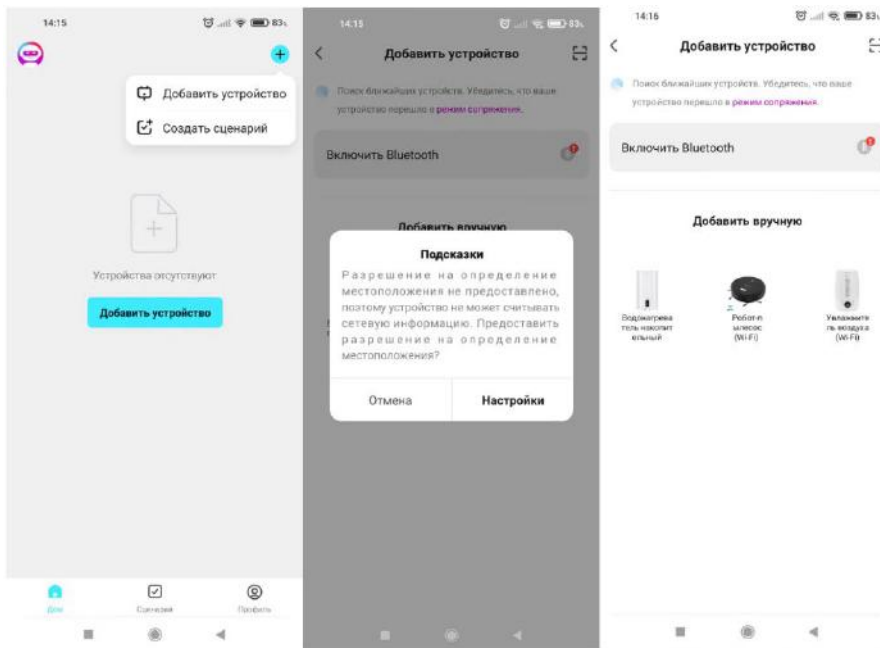 14:15
83
Добавить устройство
Создать сценарий
Устройства отсутствуют
Добавить устройство
Дом
Сценарий
Профиль
14:15
83
Добавить устройство
Поиск ближайших устройств. Убедитесь, что ваше
устройство перешло в режим сопряжения.
Включить Bluetooth
Добавить вручную
Подсказки
Разрешение на определение
местоположения не предоставлено,
поэтому устройство не может считывать
сетевую информацию. Предоставить
разрешение на определение
местоположения?
Отмена
Настройки
14:16
83
Добавить устройство
Поиск ближайших устройств. Убедитесь, что ваше
устройство перешло в режим сопряжения.
Включить Bluetooth
Добавить вручную
Водонагрева
тель накопит
ельный
Робот-п
ылесос
(Wi-Fi)
Увлажните
ль воздуха
(Wi-Fi)